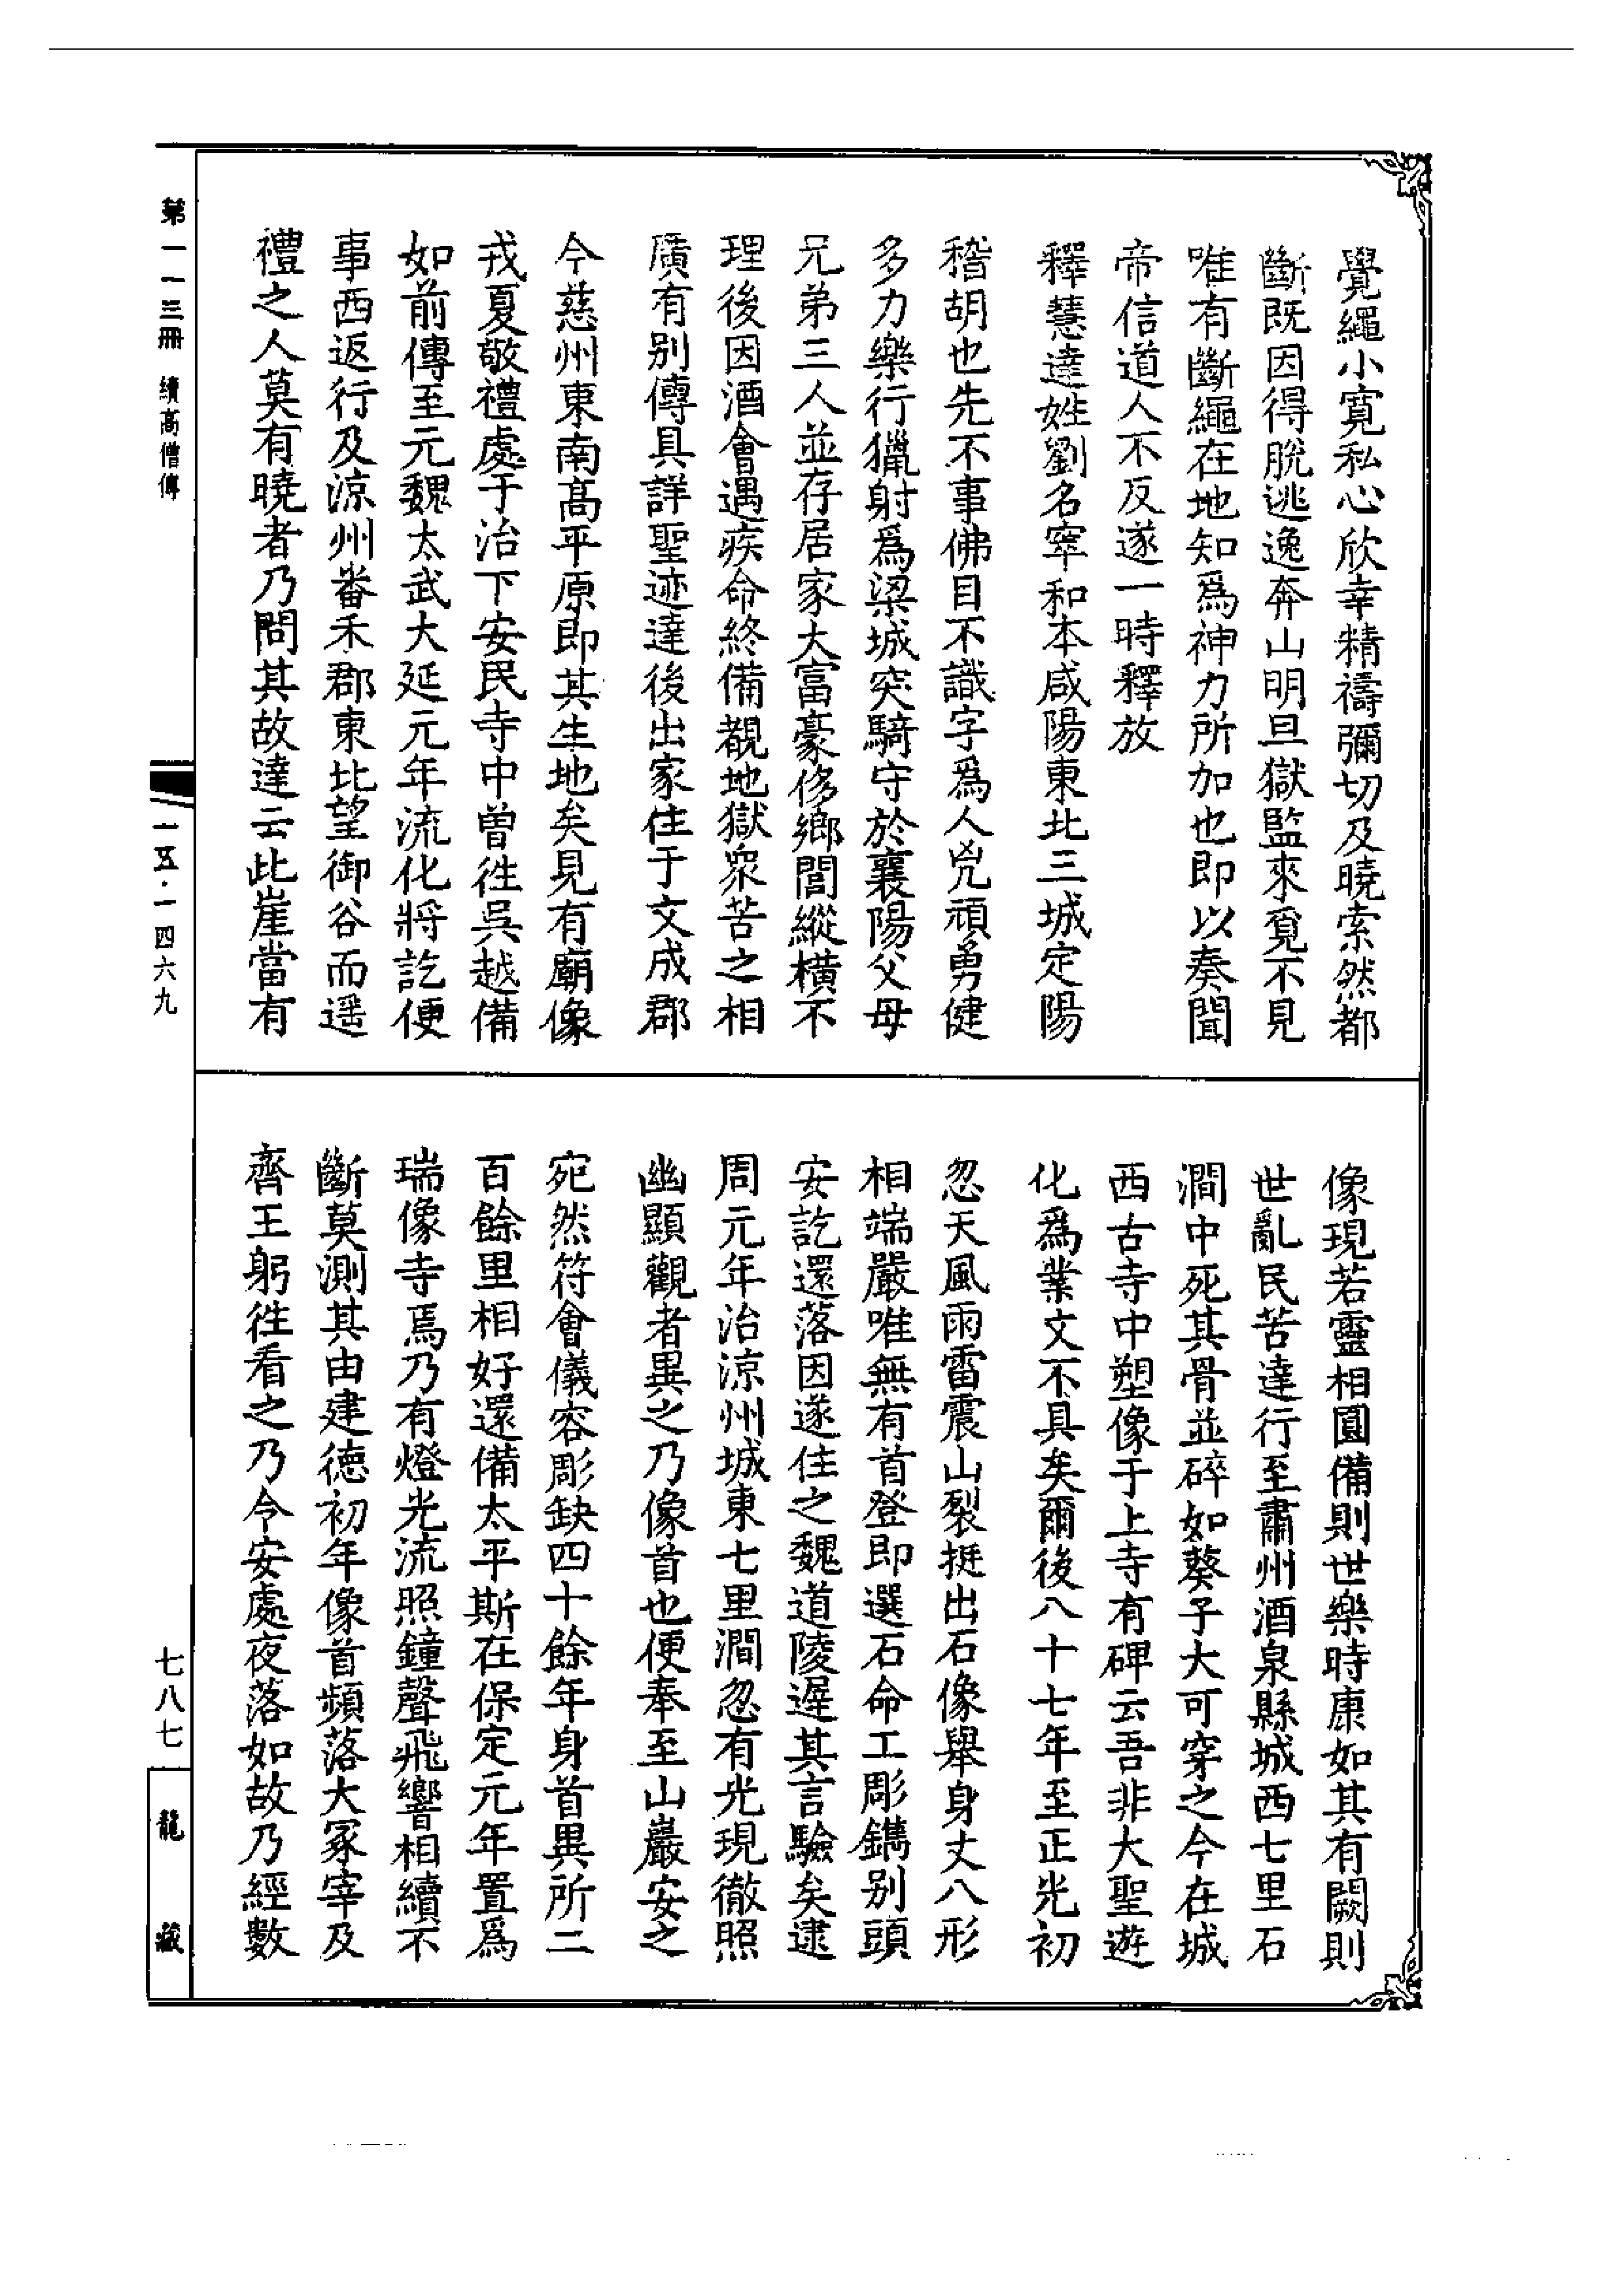 覺繩小寬私心欣幸精禱彌切及曉索然都
斷既因得脫逃逸奔山明旦獄監來覓不見
唯有斷繩在地知爲神力所加也即以奏聞
帝信道人不反遂一時釋放
釋慧達姓劉名窣和本咸陽東北三城定陽
稽胡也先不事佛目不識字爲人兇頑勇健
多力樂行獵射爲梁城突騎守於襄陽父母
兄弟三人並存居家大富豪侈鄉閭縱橫不
理後因酒會遇疾命終備覩地獄衆苦之相
廣有别傳具詳聖迹達後出家住于文成郡
今慈州東南高平原即其生地矣見有廟像
戎夏敬禮處于治下安民寺中曾徃吳越備
如前傳至元魏太武大延元年流化將訖便
事西返行及涼州番禾郡東北望御谷而遥
禮之人莫有曉者乃問其故達云此崖當有
像現若靈相圓備則世樂時康如其有闕則
世亂民苦達行至肅州酒泉縣城西七里石
澗中死其骨並碎如葵子大可穿之今在城
西古寺中塑像于上寺有碑云吾非大聖遊
化爲業文不具矣爾後八十七年至正光初
忽天風雨雷震山裂挺出石像舉身丈八形
相端嚴唯無有首登即選石命工彫鐫别頭
安訖還落因遂住之魏道陵遲其言驗矣逮
周元年治涼州城東七里澗忽有光現徹照
幽顯觀者異之乃像首也便奉至山巖安之
宛然符會儀容彫缺四十餘年身首異所二
百餘里相好還備太平斯在保定元年置爲
瑞像寺焉乃有燈光流照鐘聲飛響相續不
斷莫測其由建德初年像首頻落大冢宰及
齊王躬徃看之乃令安處夜落如故乃經數
第一一三冊 續高僧傳
一五·一四六九
七八七
龍藏